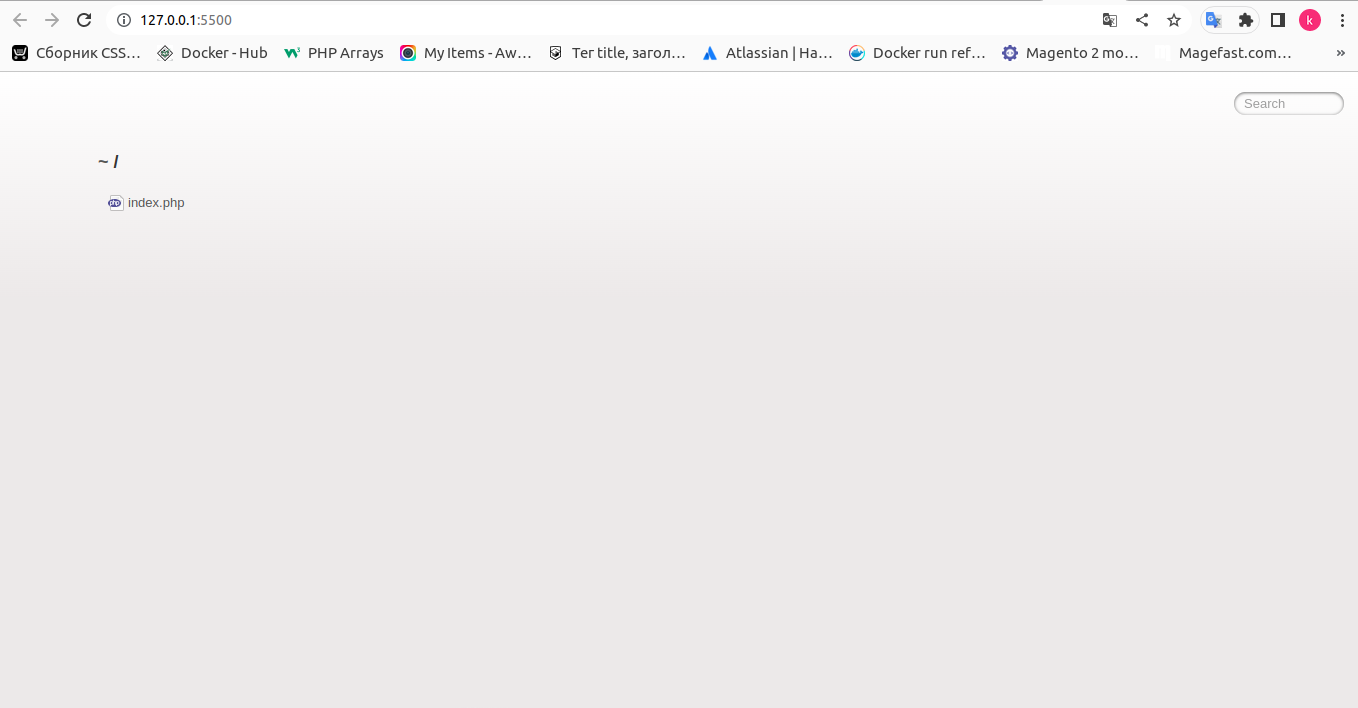 127.0.0.1:5500
Сборник CSS… Docker - Hub PHP Arrays My Items - Aw… Тег title, загол… Atlassian | Ha… Docker run ref… Magento 2 mo… Magefast.com… »
Search
~ /
index.php